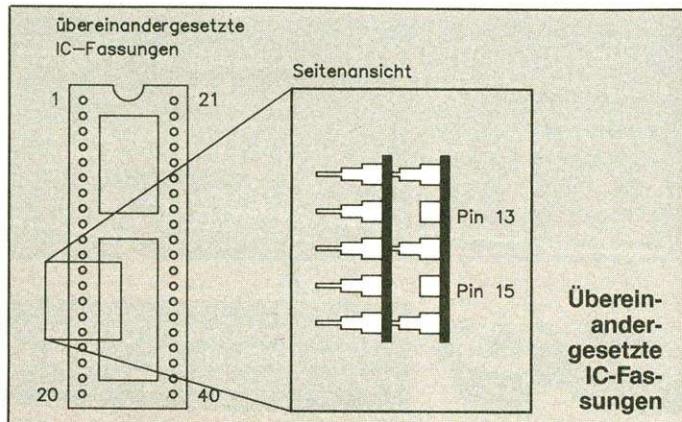 übereinandergesetzte
IC–Fassungen
Seitenansicht
1
21
Pin 13
Pin 15
20
40
Überein-
ander-
gesetzte
IC-Fas-
sungen